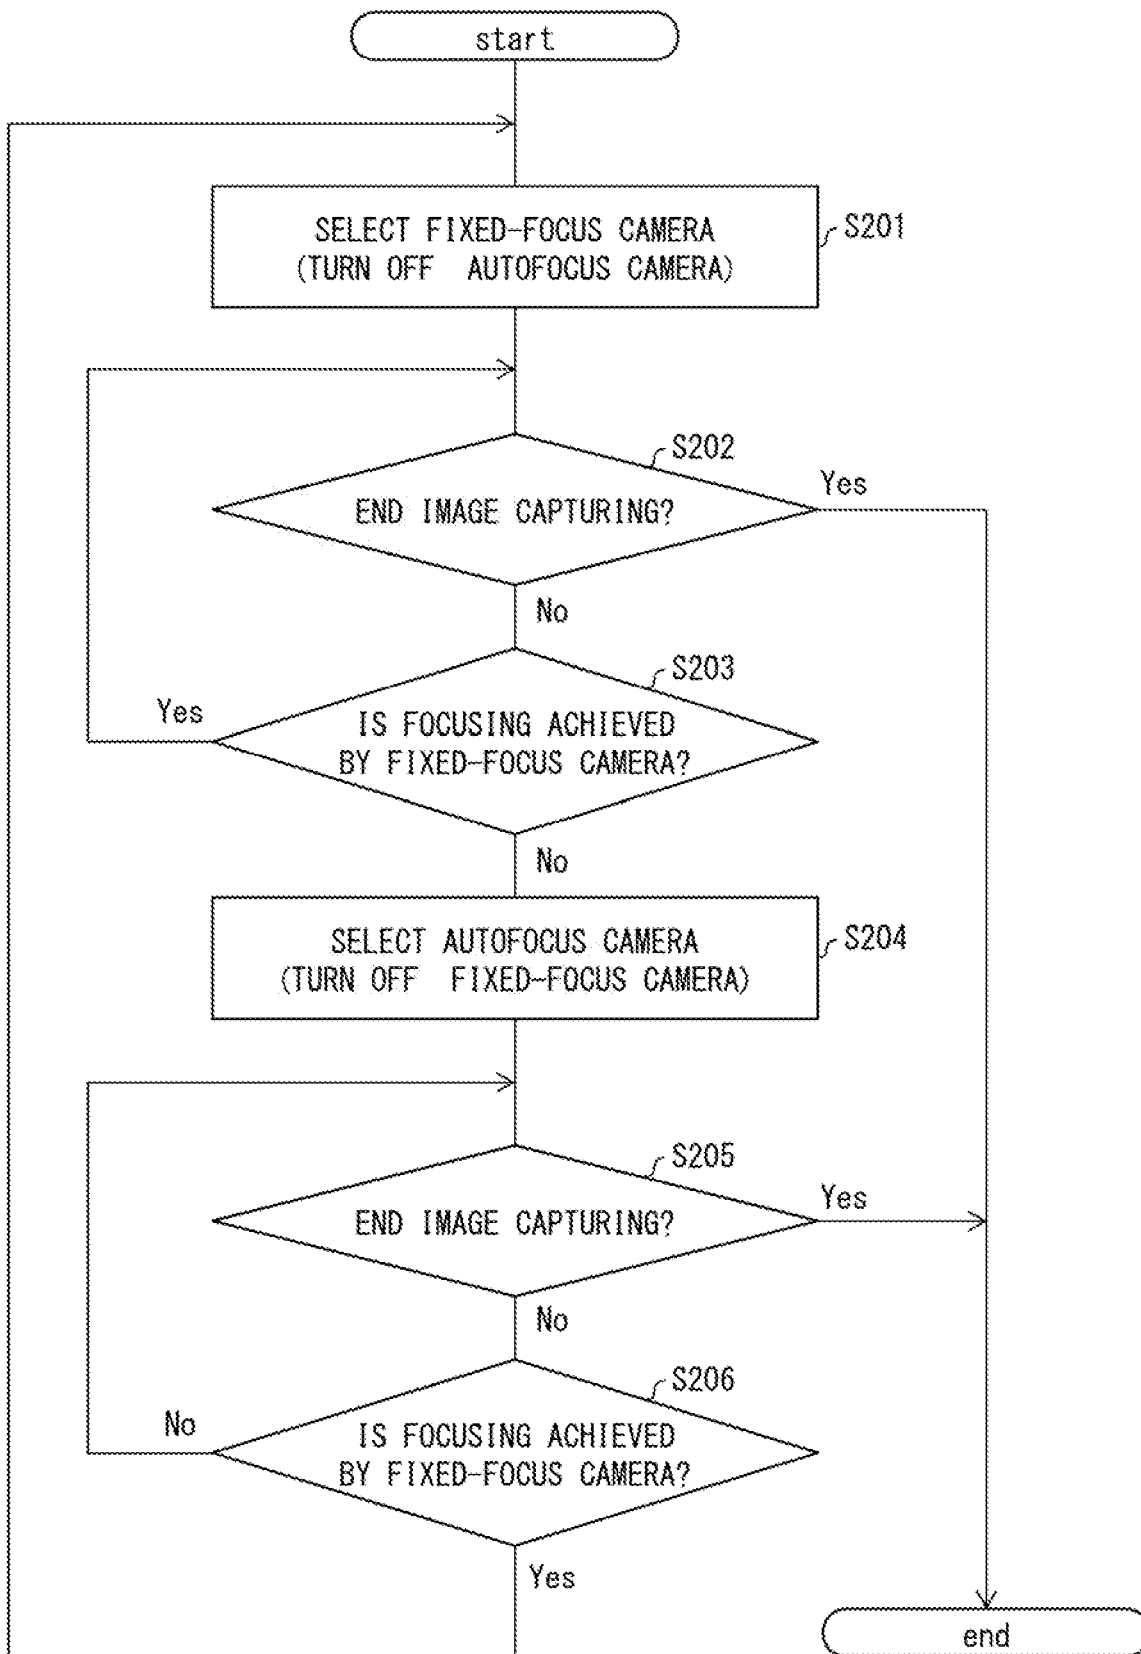 start
SELECT FIXED-FOCUS CAMERA
(TURN OFF AUTOFOCUS CAMERA)
S201
S202
END IMAGE CAPTURING?
Yes
No
S203
IS FOCUSING ACHIEVED
BY FIXED-FOCUS CAMERA?
Yes
No
SELECT AUTOFOCUS CAMERA
(TURN OFF FIXED-FOCUS CAMERA)
S204
S205
END IMAGE CAPTURING?
Yes
No
S206
IS FOCUSING ACHIEVED
BY FIXED-FOCUS CAMERA?
No
Yes
end